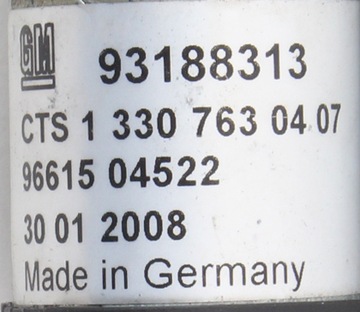 GM 93188313
CTS 1 330 763 04 07
96615 04522
30 01 2008
Made in Germany